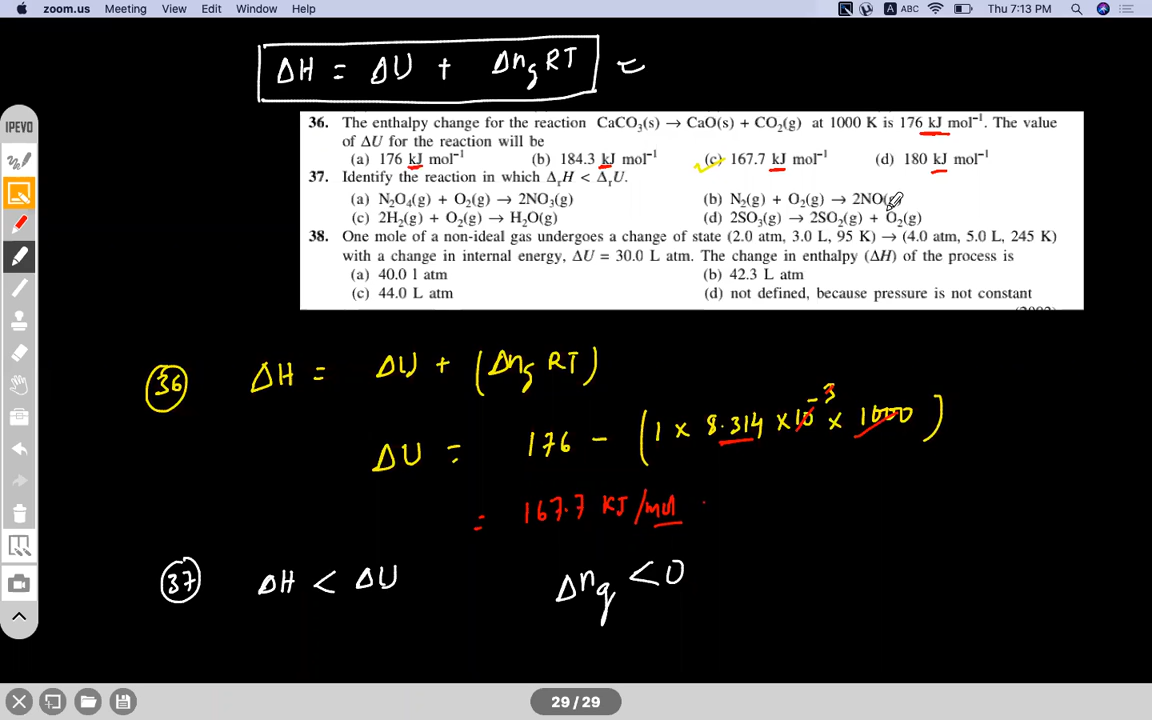 zoom.us Meeting View Edit Window Help A ABC Thu 7:13 PM
ΔH = ΔU + Δng RT
IPEVO
36. The enthalpy change for the reaction CaCO₃(s) → CaO(s) + CO₂(g) at 1000 K is 176 kJ mol⁻¹. The value
of ΔU for the reaction will be
(a) 176 kJ mol⁻¹ (b) 184.3 kJ mol⁻¹ (c) 167.7 kJ mol⁻¹ (d) 180 kJ mol⁻¹
37. Identify the reaction in which ΔᵣH < ΔᵣU.
(a) N₂O₄(g) + O₂(g) → 2NO₃(g) (b) N₂(g) + O₂(g) → 2NO(g)
(c) 2H₂(g) + O₂(g) → H₂O(g) (d) 2SO₃(g) → 2SO₂(g) + O₂(g)
38. One mole of a non-ideal gas undergoes a change of state (2.0 atm, 3.0 L, 95 K) → (4.0 atm, 5.0 L, 245 K)
with a change in internal energy, ΔU = 30.0 L atm. The change in enthalpy (ΔH) of the process is
(a) 40.0 l atm (b) 42.3 L atm
(c) 44.0 L atm (d) not defined, because pressure is not constant
36 ΔH = ΔU + (Δng RT)
ΔU = 176 - (1 × 8.314 × 10⁻³ × 1000)
= 167.7 KJ/mol
37 ΔH < ΔU Δng < 0
29 / 29